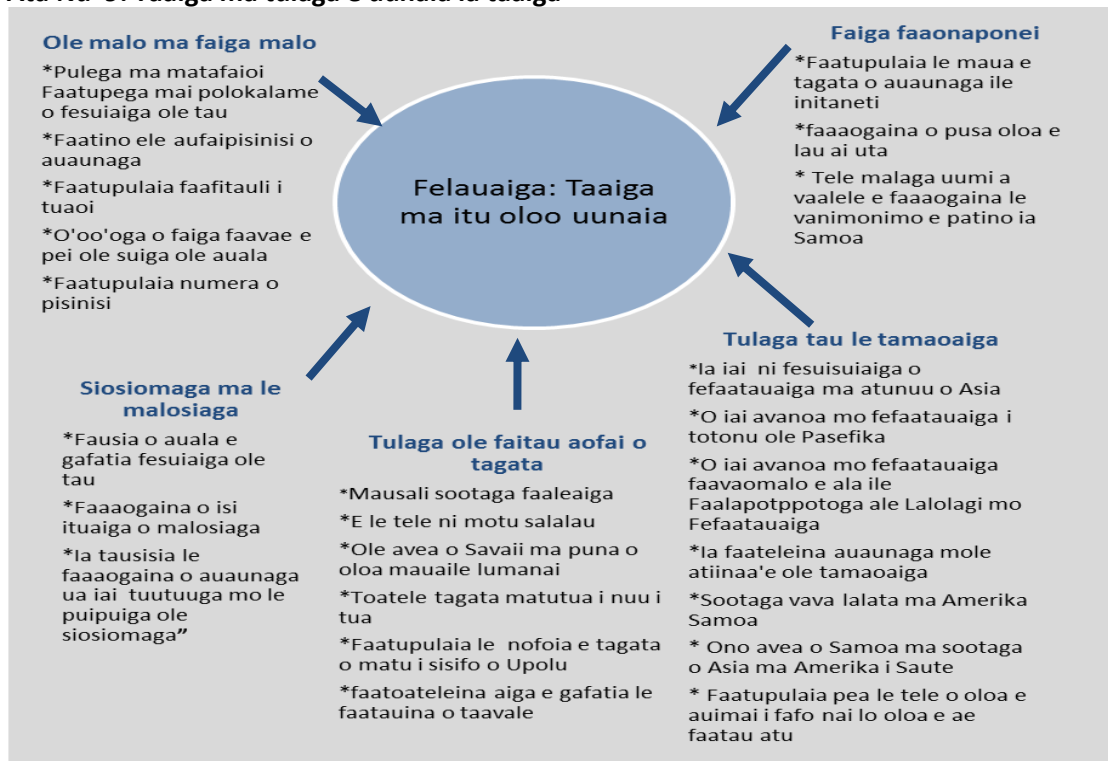 Ole malo ma faiga malo
*Pulega ma matafaioi
Faatupega mai polokalame
o fesuiaiga ole tau
*Faatino ele aufaipisinisi o
auaunaga
*Faatupulaia faafitauli i
tuaoi
*O'oo'oga o faiga faavae e
pei ole suiga ole auala
*Faatupulaia numera o
pisinisi
Felauaiga: Taaiga
ma itu oloo uunaia
Faiga faaonaponei
*Faatupulaia le maua e
tagata o auaunaga ile
initaneti
*faaaogaina o pusa oloa e
lau ai uta
* Tele malaga uumi a
vaalele e faaaogaina le
vanimonimo e patino ia
Samoa
Siosiomaga ma le
malosiaga
*Fausia o auala e
gafatia fesuiaiga ole
tau
*Faaaogaina o isi
ituaiga o malosiaga
*Ia tausisia le
faaaogaina o auaunaga
ua iai tuutuuga mo le
puipuiga ole
siosiomaga”
Tulaga ole faitau aofai o
tagata
*Mausali sootaga faaleaiga
*E le tele ni motu salalau
*Ole avea o Savaii ma puna o
oloa mauaile lumanai
*Toatele tagata matutua i nuu i
tua
*Faatupulaia le nofoia e tagata
o matu i sisifo o Upolu
*faatoateleina aiga e gafatia le
faatauina o taavale
Tulaga tau le tamaoaiga
*Ia iai ni fesuisuiaiga o
fefaatauaiga ma atunuu o Asia
*O iai avanoa mo fefaatauaiga i
totonu ole Pasefika
*O iai avanoa mo fefaatauaiga
faavaomalo e ala ile
Faalapotppotoga ale Lalolagi mo
Fefaatauaiga
*Ia faateleina auaunaga mole
atiinaa'e ole tamaoaiga
*Sootaga vava lalata ma Amerika
Samoa
* Ono avea o Samoa ma sootaga
o Asia ma Amerika i Saute
* Faatupulaia pea le tele o oloa e
auimai i fafo nai lo oloa e ae
faatau atu